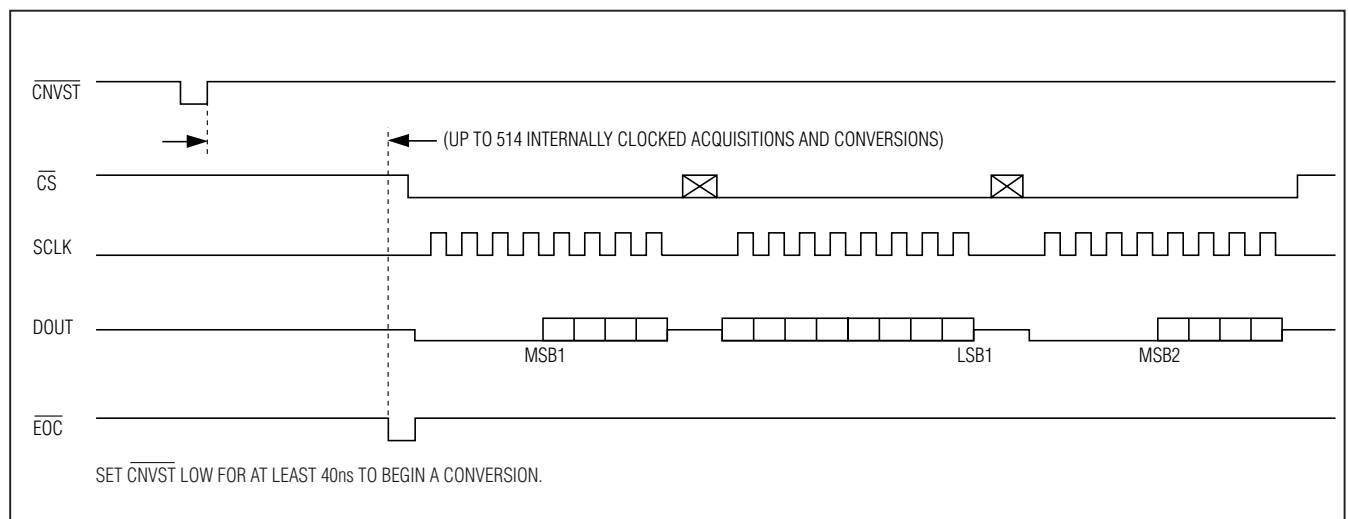 CNVST
(UP TO 514 INTERNALLY CLOCKED ACQUISITIONS AND CONVERSIONS)
CS
SCLK
DOUT
MSB1
LSB1
MSB2
EOC
SET CNVST LOW FOR AT LEAST 40ns TO BEGIN A CONVERSION.